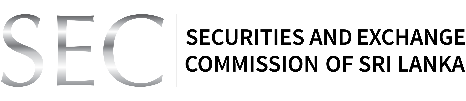 SEC
SECURITIES AND EXCHANGE
COMMISSION OF SRI LANKA